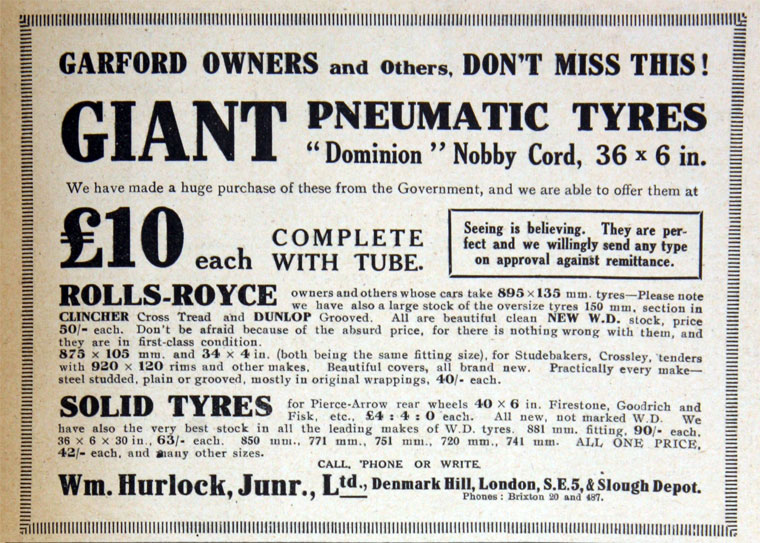 GARFORD OWNERS and Others, DON'T MISS THIS!
GIANT PNEUMATIC TYRES
"Dominion" Nobby Cord, 36 x 6 in.
We have made a huge purchase of these from the Government, and we are able to offer them at
£10 each COMPLETE WITH TUBE.
Seeing is believing. They are per-
fect and we willingly send any type
on approval against remittance.
ROLLS-ROYCE owners and others whose cars take 895 × 135 mm. tyres—Please note
we have also a large stock of the oversize tyres 150 mm. section in
CLINCHER Cross Tread and DUNLOP Grooved. All are beautiful clean NEW W.D. stock, price
50/- each. Don't be afraid because of the absurd price, for there is nothing wrong with them, and
they are in first-class condition.
875 × 105 mm. and 34 × 4 in. (both being the same fitting size), for Studebakers, Crossley, tenders
with 920 × 120 rims and other makes. Beautiful covers, all brand new. Practically every make—
steel studded, plain or grooved, mostly in original wrappings, 40/- each.
SOLID TYRES for Pierce-Arrow rear wheels 40 × 6 in. Firestone, Goodrich and
Fisk, etc., £4 : 4 : 0 each. All new, not marked W.D. We
have also the very best stock in all the leading makes of W.D. tyres. 881 mm. fitting, 90/- each,
36 × 6 × 30 in., 63/- each. 850 mm., 771 mm., 751 mm., 720 mm., 741 mm. ALL ONE PRICE,
42/- each, and many other sizes.
CALL, 'PHONE OR WRITE
Wm. Hurlock, Junr., Ltd., Denmark Hill, London, S.E.5, & Slough Depot.
Phones : Brixton 20 and 487.